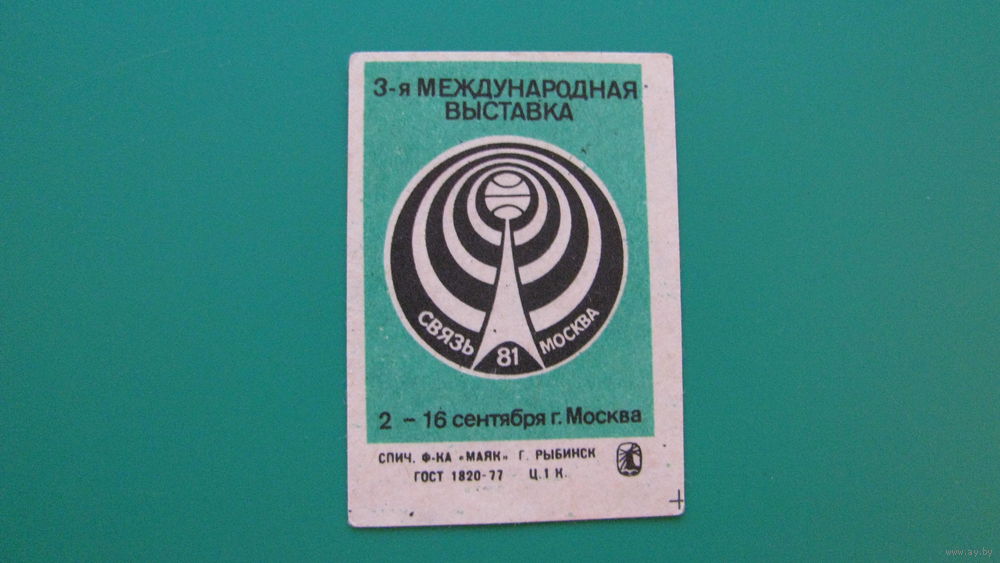 3-я МЕЖДУНАРОДНАЯ
ВЫСТАВКА
СВЯЗЬ 81 МОСКВА
2 – 16 сентября г. Москва
СПИЧ. Ф-КА «МАЯК» Г. РЫБИНСК
ГОСТ 1820-77 Ц.1 К.
www.ay.by